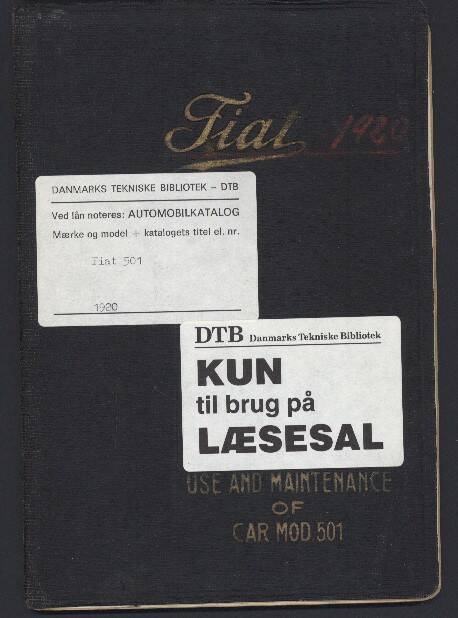 Fiat 1920
DANMARKS TEKNISKE BIBLIOTEK – DTB
Ved lån noteres: AUTOMOBILKATALOG
Mærke og model + katalogets titel el. nr.
Fiat 501
1920
DTB Danmarks Tekniske Bibliotek
KUN
til brug på
LÆSESAL
USE AND MAINTENANCE
OF
CAR MOD. 501